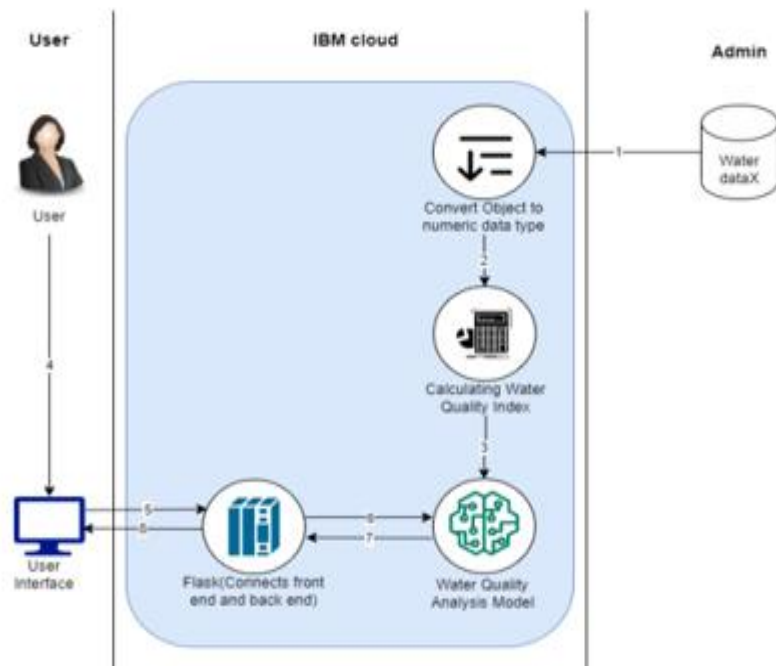 User
IBM cloud
Admin
Water
dataX
1
User
Convert Object to
numeric data type
2
Calculating Water
Quality Index
4
3
5
8
6
7
User
Interface
Flask(Connects front
end and back end)
Water Quality
Analysis Model